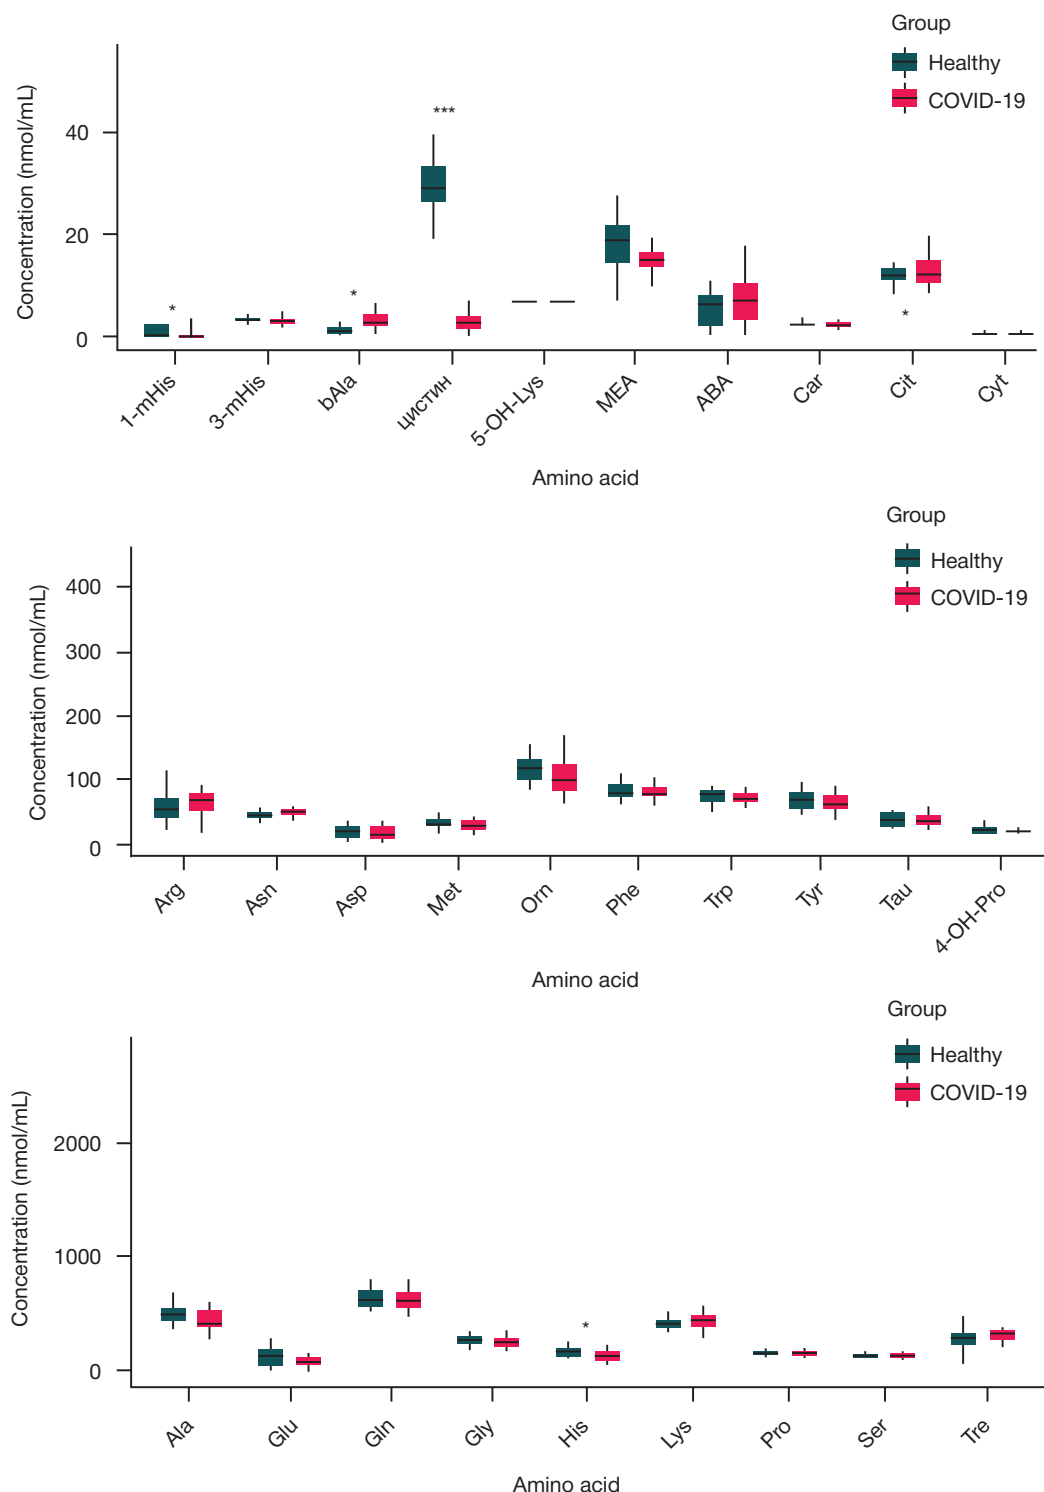 Group
Healthy
COVID-19
Concentration (nmol/mL)
40
20
0
***
*
*
*
1-mHis
3-mHis
bAla
цистин
5-OH-Lys
MEA
ABA
Car
Cit
Cyt
Amino acid
Group
Healthy
COVID-19
Concentration (nmol/mL)
400
300
200
100
0
Arg
Asn
Asp
Met
Orn
Phe
Trp
Tyr
Tau
4-OH-Pro
Amino acid
Group
Healthy
COVID-19
Concentration (nmol/mL)
2000
1000
0
*
Ala
Glu
Gln
Gly
His
Lys
Pro
Ser
Tre
Amino acid